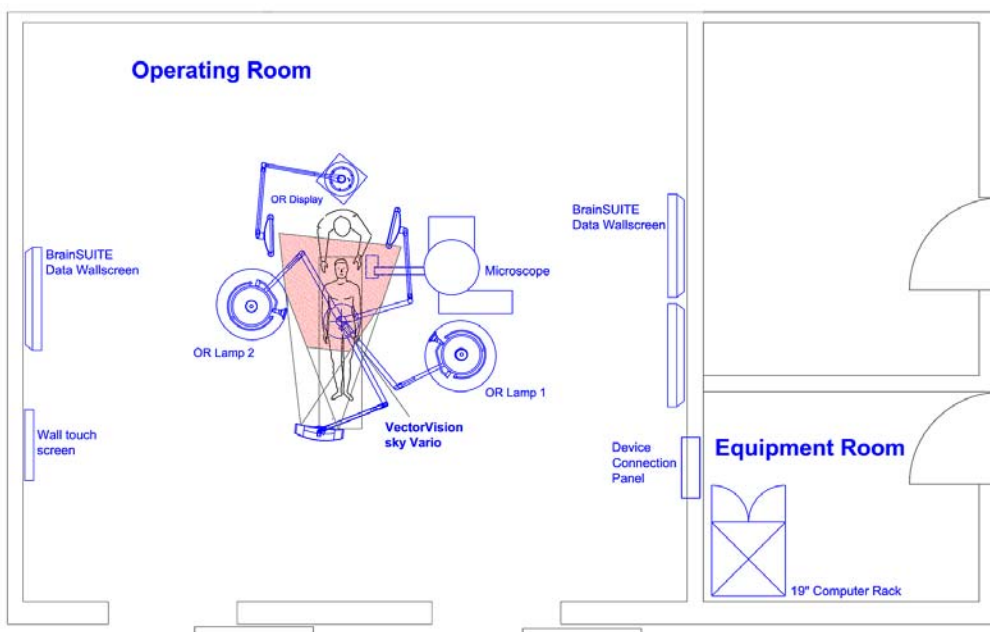 Operating Room
OR Display
BrainSUITE
Data Wallscreen
BrainSUITE
Data Wallscreen
Microscope
OR Lamp 2
OR Lamp 1
VectorVision
sky Vario
Wall touch
screen
Device
Connection
Panel
Equipment Room
19" Computer Rack